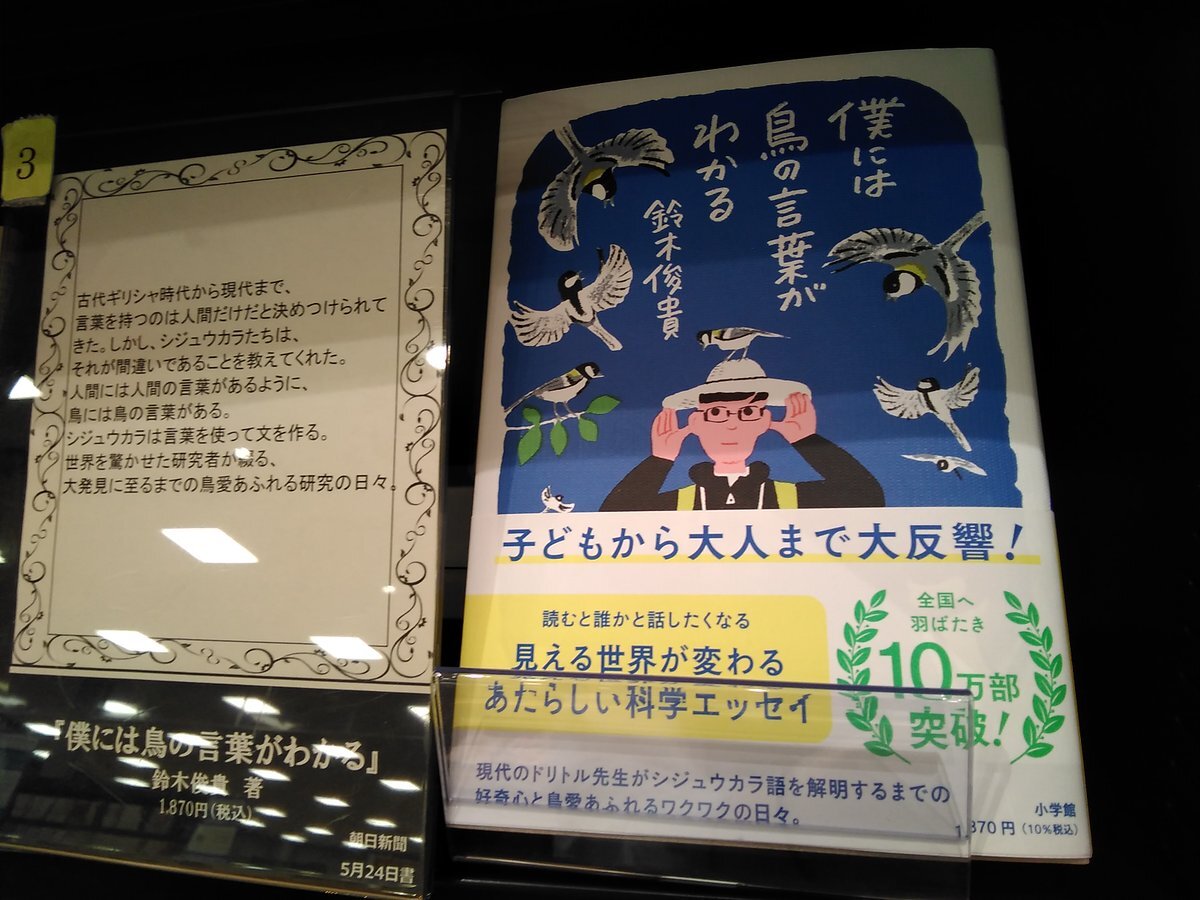 3
古代ギリシャ時代から現代まで、
言葉を持つのは人間だけだと決めつけられて
きた。しかし、シジュウカラたちは、
それが間違いであることを教えてくれた。
人間には人間の言葉があるように、
鳥には鳥の言葉がある。
シジュウカラは言葉を使って文を作る。
世界を驚かせた研究者が綴る、
大発見に至るまでの鳥愛あふれる研究の日々。
『僕には鳥の言葉がわかる』
鈴木俊貴 著
1,870円(税込)
朝日新聞
5月24日書
僕には
鳥の言葉が
わかる
鈴木俊貴
子どもから大人まで大反響!
読むと誰かと話したくなる
見える世界が変わる
あたらしい科学エッセイ
全国へ
羽ばたき
10万部
突破!
現代のドリトル先生がシジュウカラ語を解明するまでの
好奇心と鳥愛あふれるワクワクの日々。
小学館
1,870円(10%税込)